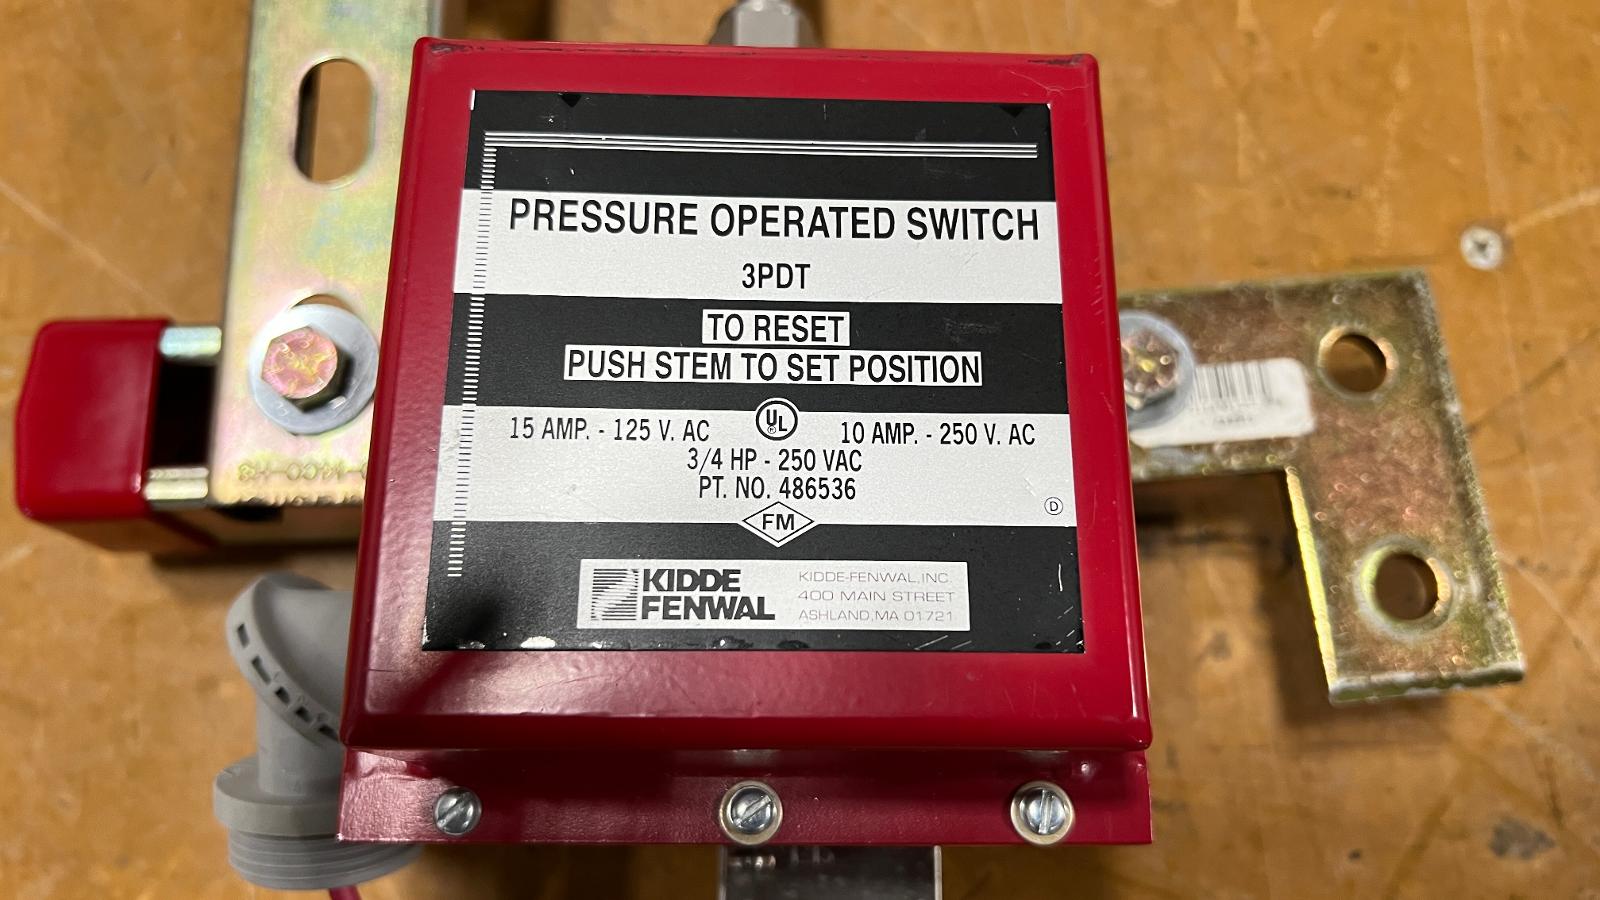 PRESSURE OPERATED SWITCH
3PDT
TO RESET
PUSH STEM TO SET POSITION
15 AMP. - 125 V. AC
UL
10 AMP. - 250 V. AC
3/4 HP - 250 VAC
PT. NO. 486536
D
FM
KIDDE
FENWAL
KIDDE-FENWAL, INC.
400 MAIN STREET
ASHLAND, MA 01721